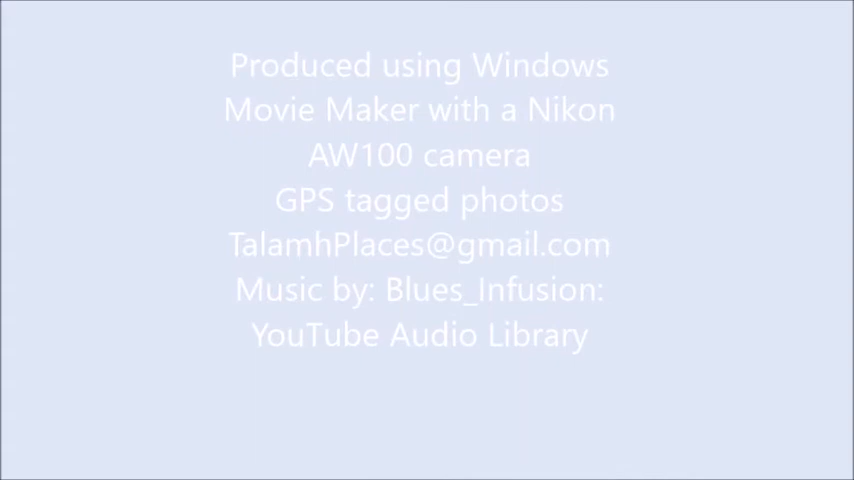 Produced using Windows
Movie Maker with a Nikon
AW100 camera
GPS tagged photos
TalamhPlaces@gmail.com
Music by: Blues_Infusion:
YouTube Audio Library